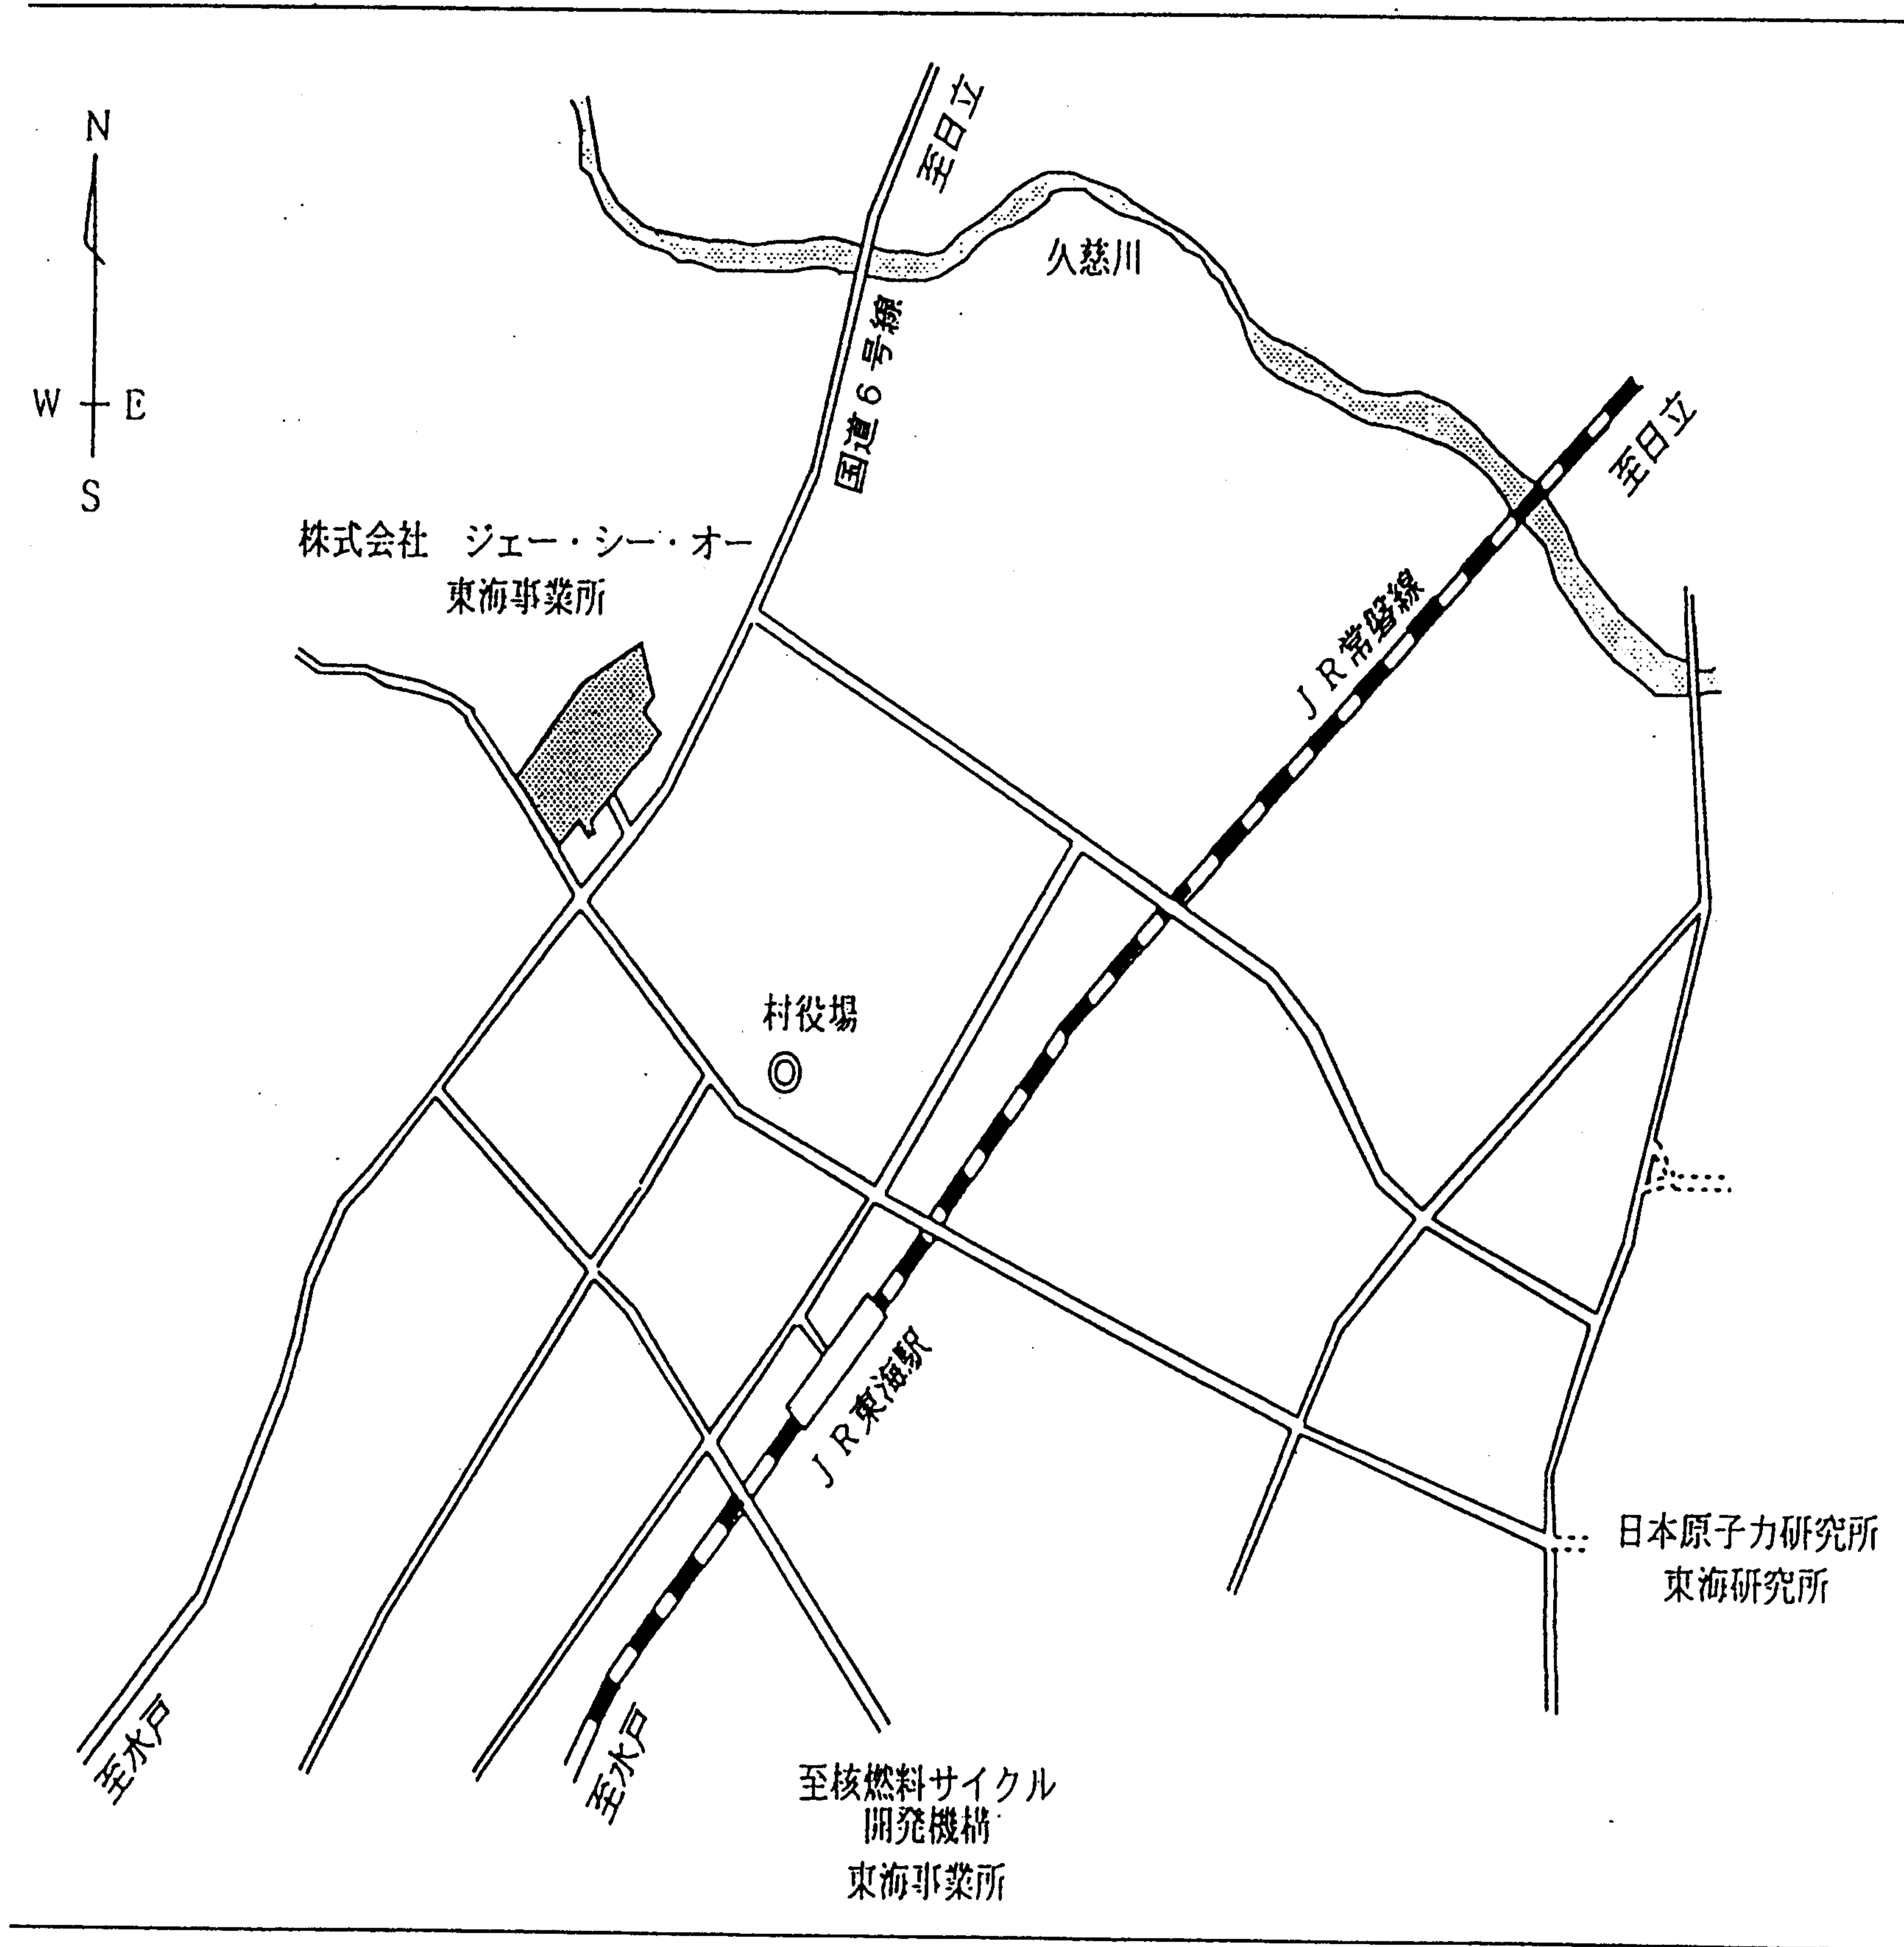 至日立
N
久慈川
国道6号線
W E
至日立
S
株式会社 ジェー・シー・オー
東海事業所
JR常磐線
村役場
JR東海駅
日本原子力研究所
東海研究所
至水戸
至水戸
至核燃料サイクル
開発機構
東海事業所